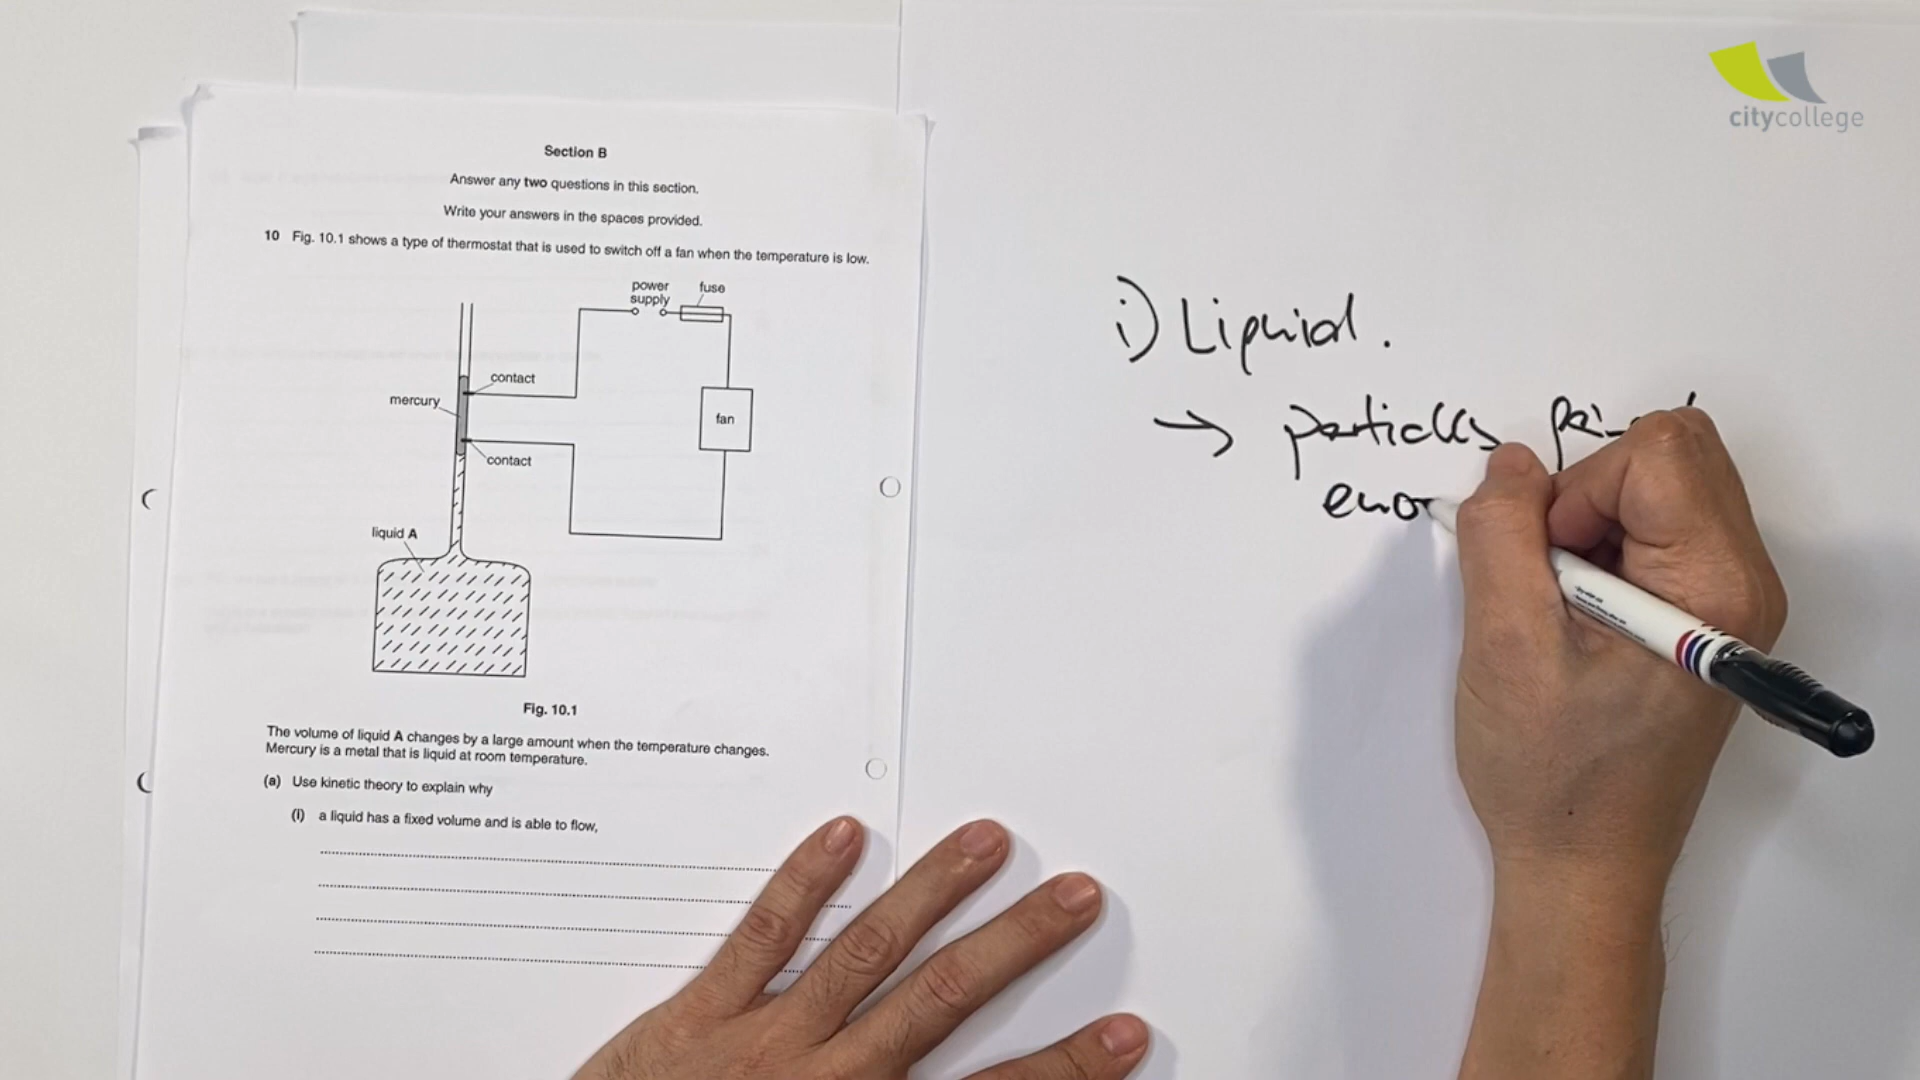 citycollege
Section B
Answer any two questions in this section.
Write your answers in the spaces provided.
10 Fig. 10.1 shows a type of thermostat that is used to switch off a fan when the temperature is low.
power
supply
fuse
contact
mercury
fan
contact
liquid A
Fig. 10.1
The volume of liquid A changes by a large amount when the temperature changes.
Mercury is a metal that is liquid at room temperature.
(a) Use kinetic theory to explain why
(i) a liquid has a fixed volume and is able to flow,
i) Liquid.
→ particles